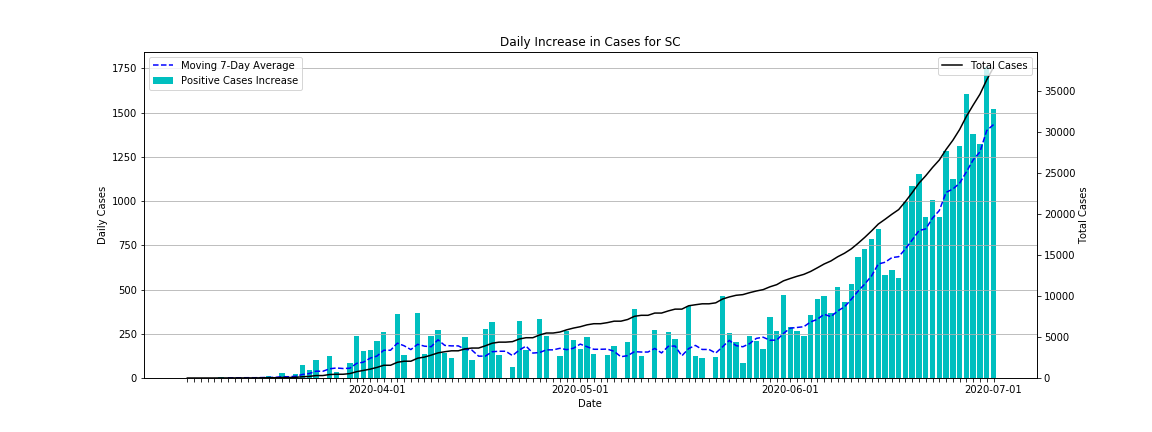 Daily Increase in Cases for SC
Moving 7-Day Average
Positive Cases Increase
Total Cases
1750
1500
1250
1000
750
500
250
0
Daily Cases
35000
30000
25000
20000
15000
10000
5000
0
Total Cases
2020-04-01
2020-05-01
2020-06-01
2020-07-01
Date